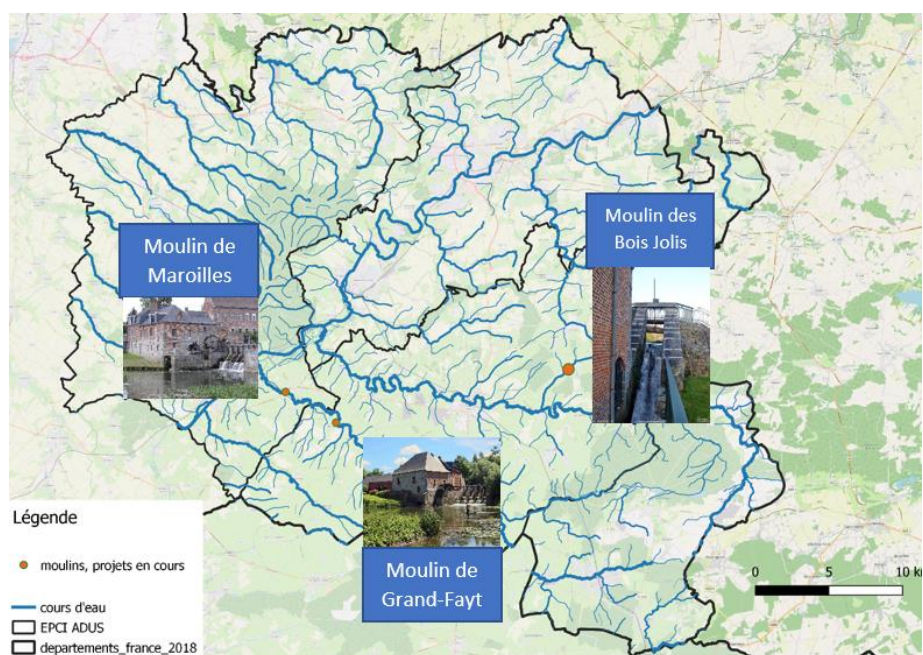 Moulin de
Maroilles
Moulin des
Bois Jolis
Moulin de
Grand-Fayt
Légende
moulins, projets en cours
cours d'eau
EPCI ADUS
departements_france_2018
0 5 10 km